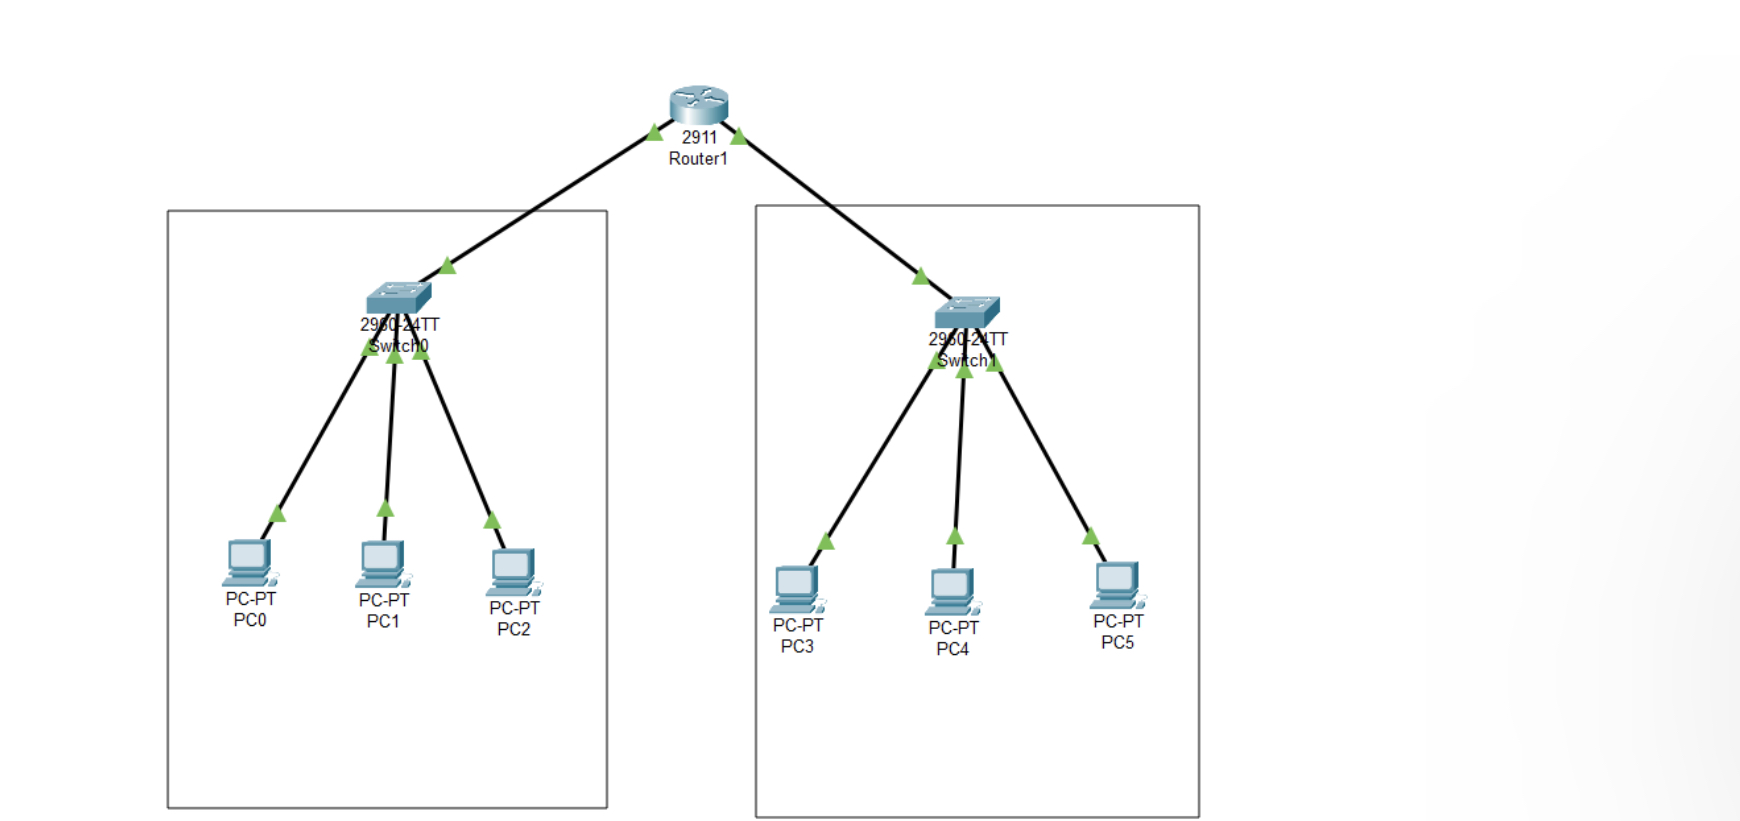 2911
Router1
2960-24TT
Switch0
2960-24TT
Switch1
PC-PT
PC0
PC-PT
PC1
PC-PT
PC2
PC-PT
PC3
PC-PT
PC4
PC-PT
PC5